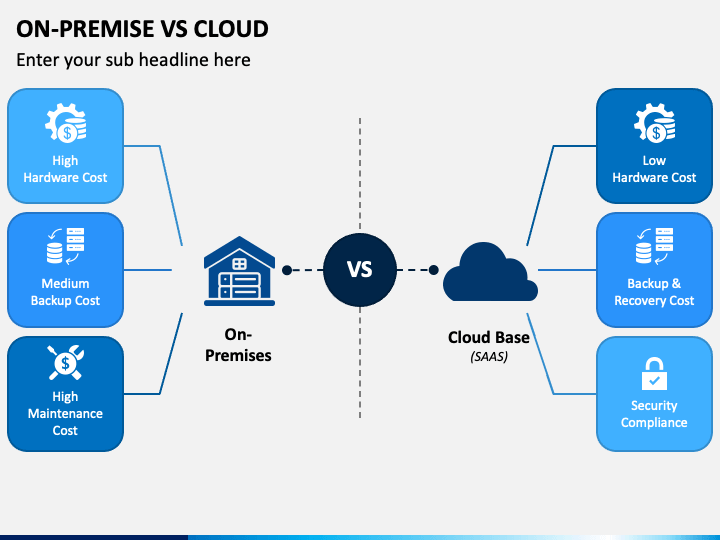 ON-PREMISE VS CLOUD
Enter your sub headline here
High
Hardware Cost
Medium
Backup Cost
High
Maintenance
Cost
On-
Premises
VS
Cloud Base
(SAAS)
Low
Hardware Cost
Backup &
Recovery Cost
Security
Compliance